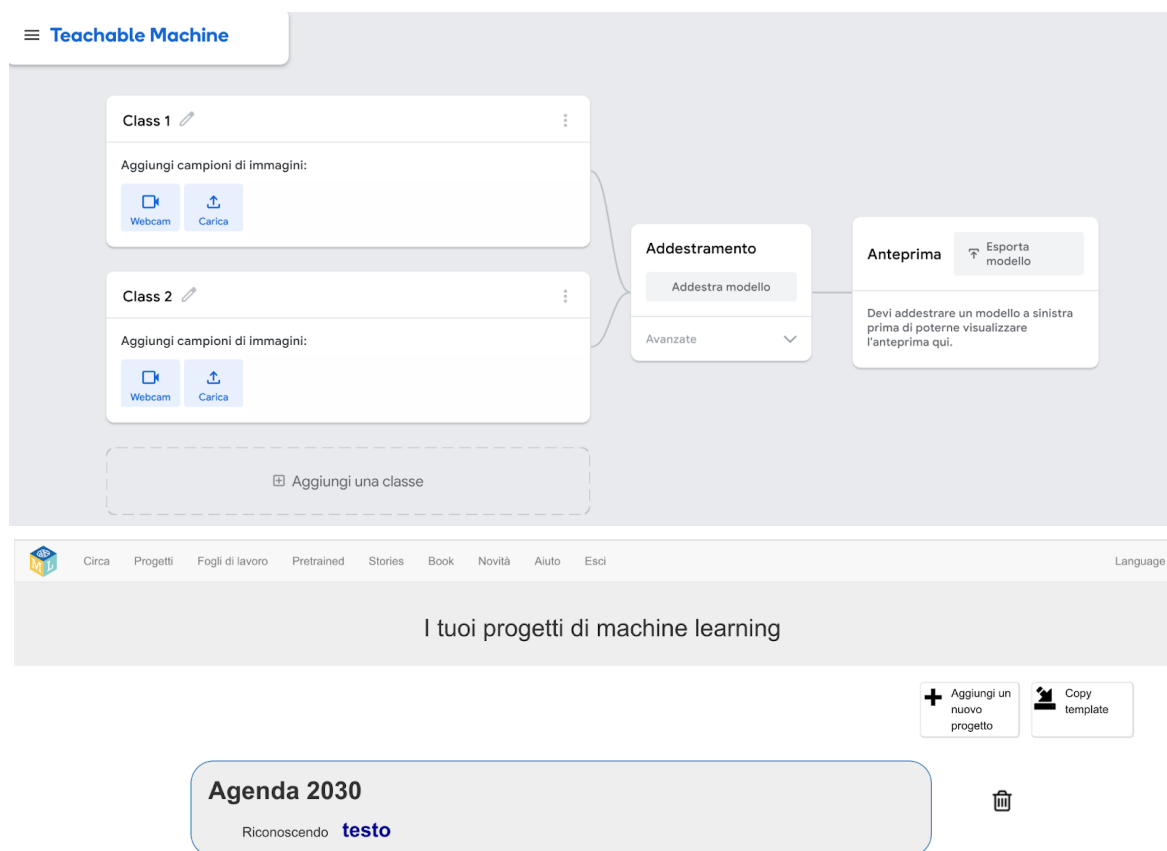 Teachable Machine
Class 1
Aggiungi campioni di immagini:
Webcam
Carica
Class 2
Aggiungi campioni di immagini:
Webcam
Carica
Aggiungi una classe
Addestramento
Addestra modello
Avanzate
Anteprima
Esporta
modello
Devi addestrare un modello a sinistra
prima di poterne visualizzare
l'anteprima qui.
Circa Progetti Fogli di lavoro Pretrained Stories Book Novità Aiuto Esci Language
I tuoi progetti di machine learning
Aggiungi un
nuovo
progetto
Copy
template
Agenda 2030
Riconoscendo testo